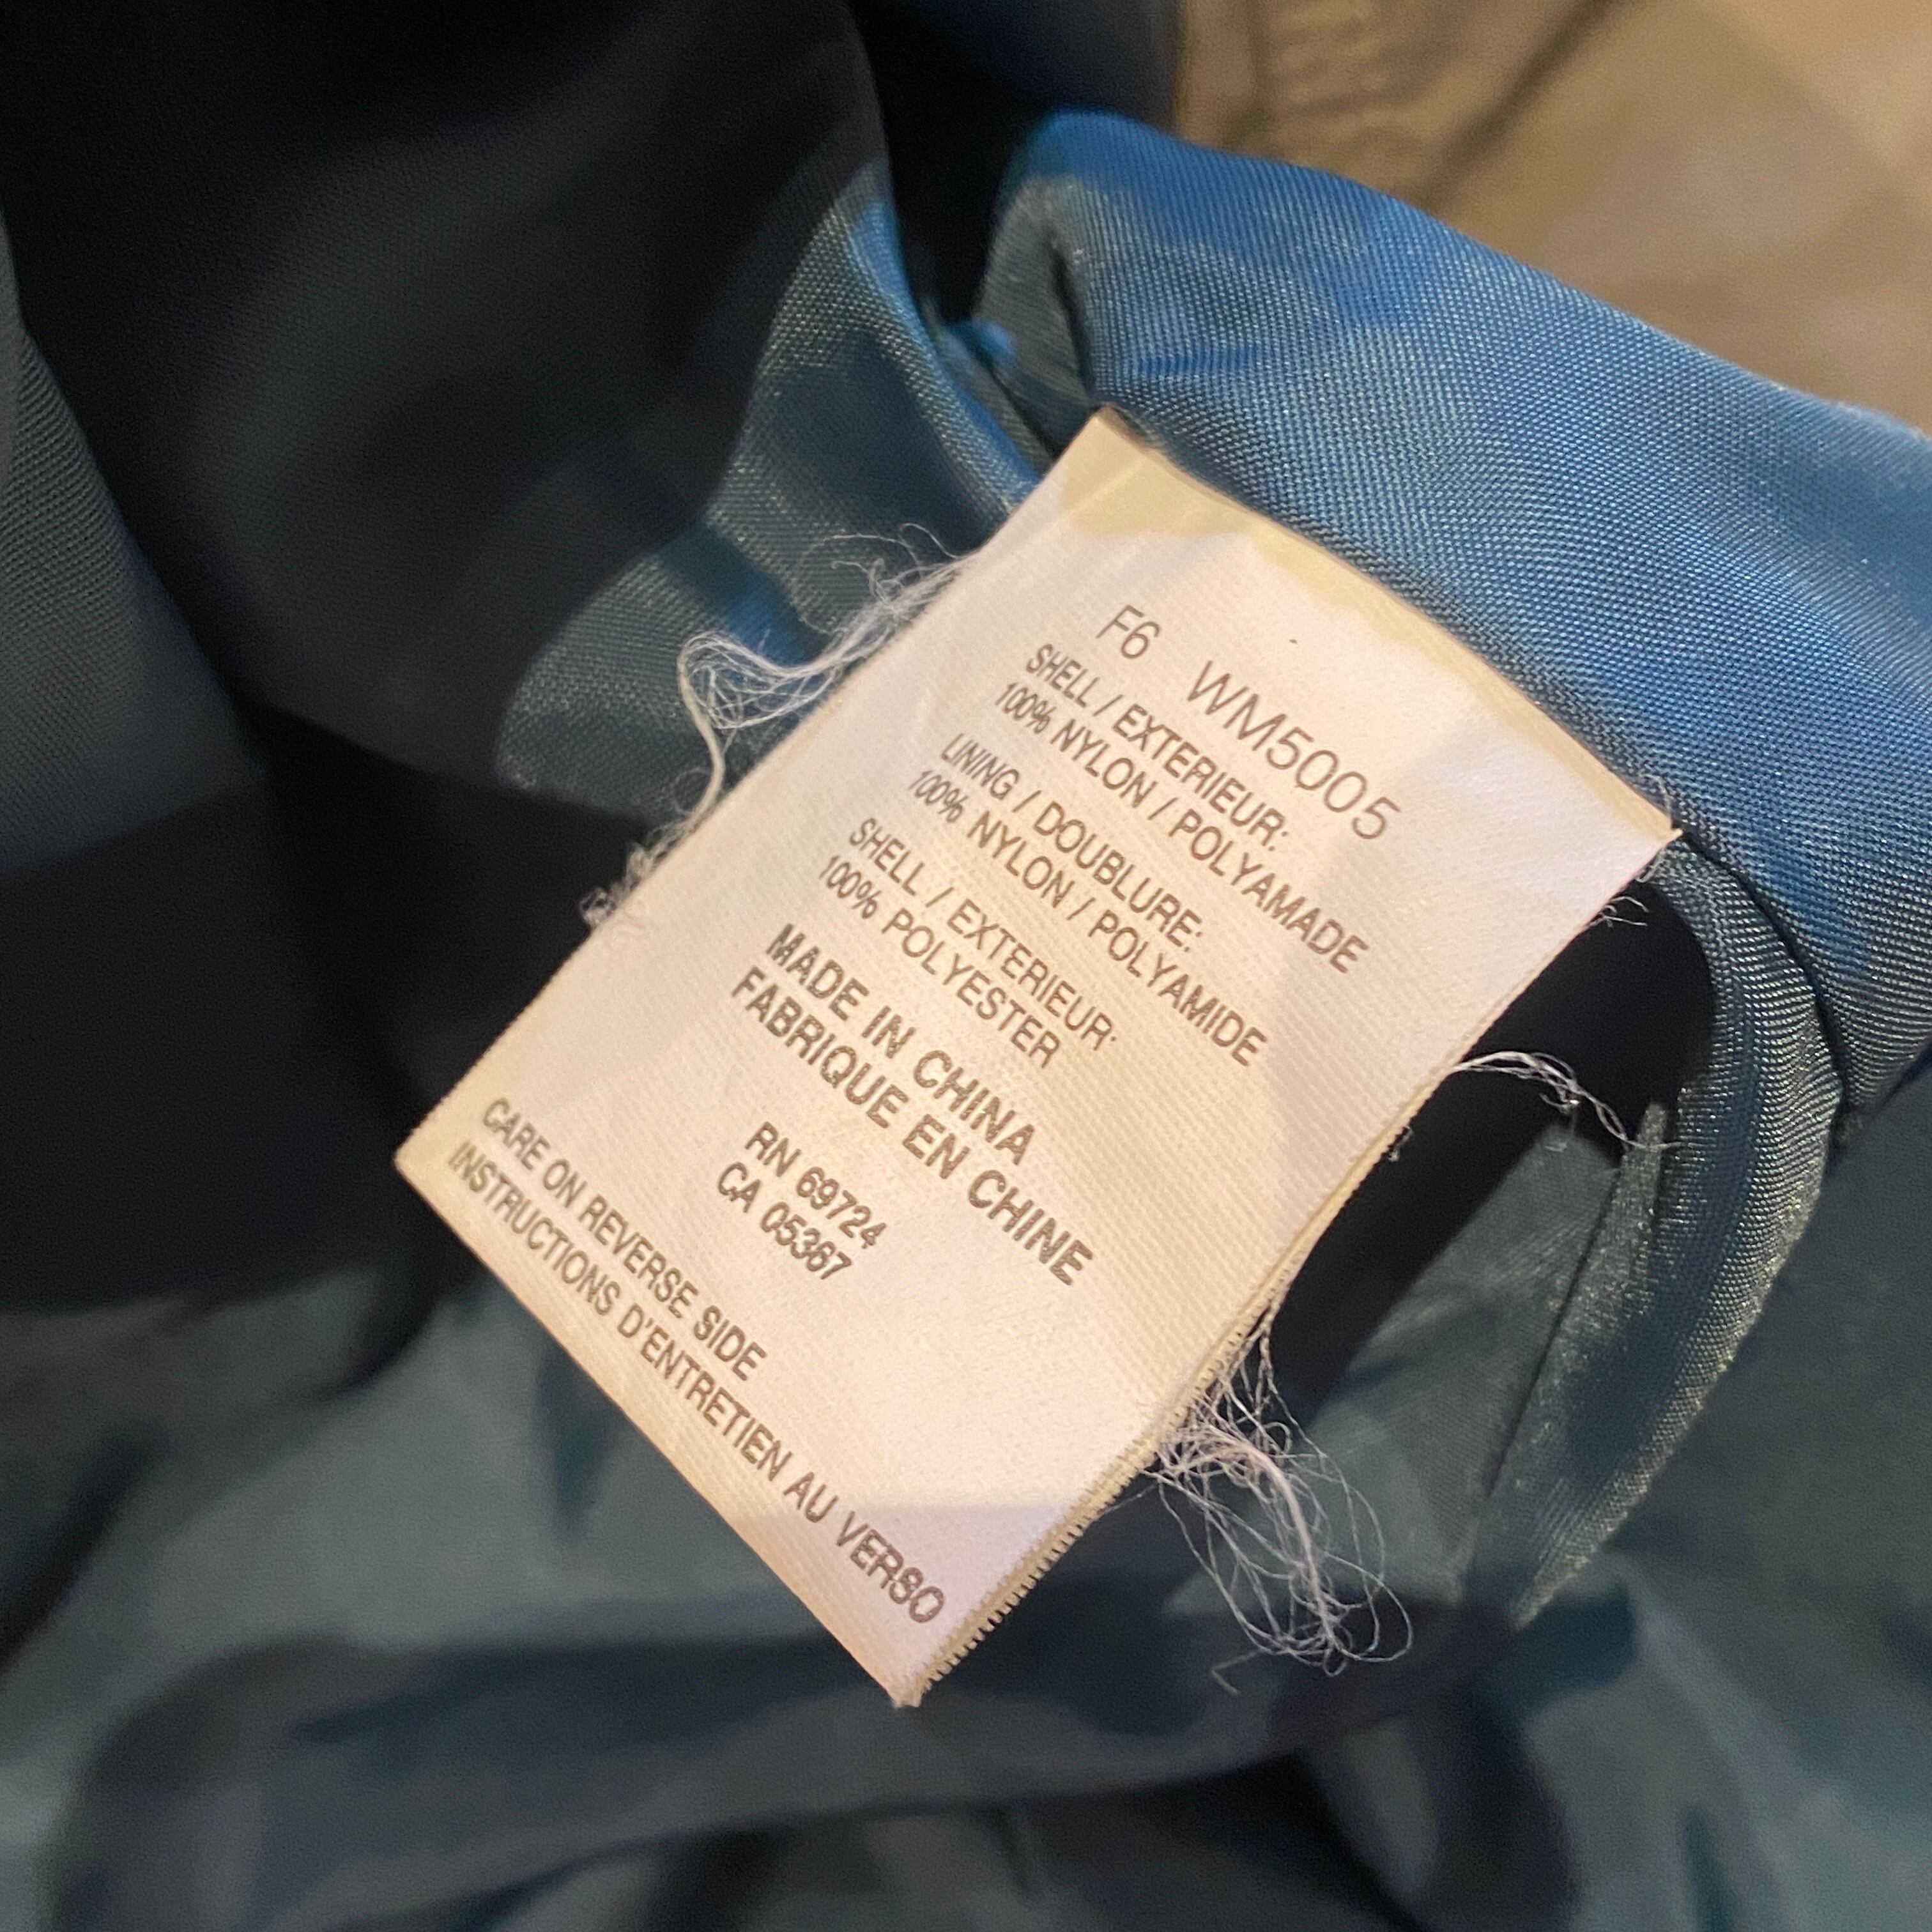 F6 WM5005
SHELL / EXTERIEUR:
100% NYLON / POLYAMADE
LINING / DOUBLURE:
100% NYLON / POLYAMIDE
SHELL / EXTERIEUR:
100% POLYESTER
MADE IN CHINA
FABRIQUE EN CHINE
RN 69724
CA 05367
CARE ON REVERSE SIDE
INSTRUCTIONS D'ENTRETIEN AU VERSO